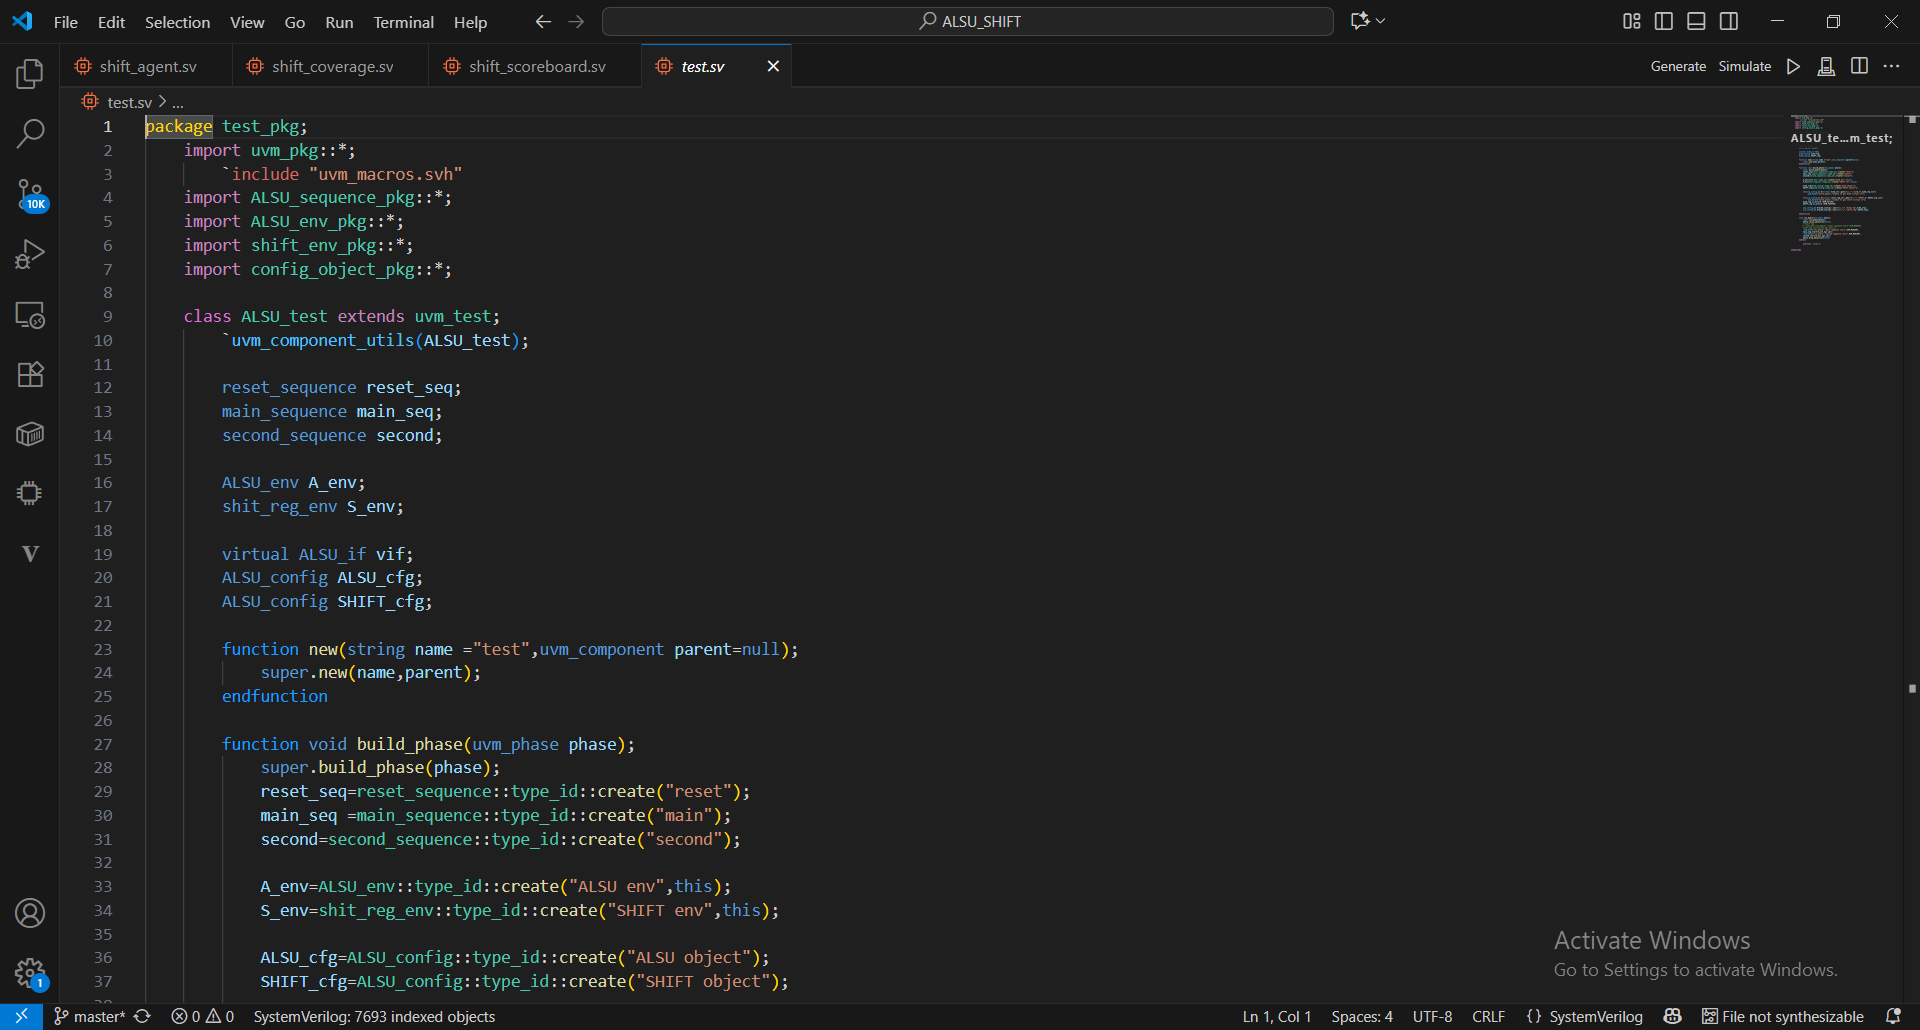 File Edit Selection View Go Run Terminal Help ALSU_SHIFT
shift_agent.sv shift_coverage.sv shift_scoreboard.sv test.sv Generate Simulate
test.sv > ...
1 package test_pkg;
2 import uvm_pkg::*;
3 `include "uvm_macros.svh"
4 import ALSU_sequence_pkg::*;
5 import ALSU_env_pkg::*;
6 import shift_env_pkg::*;
7 import config_object_pkg::*;
8
9 class ALSU_test extends uvm_test;
10 `uvm_component_utils(ALSU_test);
11
12 reset_sequence reset_seq;
13 main_sequence main_seq;
14 second_sequence second;
15
16 ALSU_env A_env;
17 shit_reg_env S_env;
18
19 virtual ALSU_if vif;
20 ALSU_config ALSU_cfg;
21 ALSU_config SHIFT_cfg;
22
23 function new(string name ="test",uvm_component parent=null);
24 super.new(name,parent);
25 endfunction
26
27 function void build_phase(uvm_phase phase);
28 super.build_phase(phase);
29 reset_seq=reset_sequence::type_id::create("reset");
30 main_seq =main_sequence::type_id::create("main");
31 second=second_sequence::type_id::create("second");
32
33 A_env=ALSU_env::type_id::create("ALSU env",this);
34 S_env=shit_reg_env::type_id::create("SHIFT env",this);
35
36 ALSU_cfg=ALSU_config::type_id::create("ALSU object");
37 SHIFT_cfg=ALSU_config::type_id::create("SHIFT object");
ALSU_te...m_test;
10K
V
1
Activate Windows
Go to Settings to activate Windows.
master* 0 0 SystemVerilog: 7693 indexed objects Ln 1, Col 1 Spaces: 4 UTF-8 CRLF {} SystemVerilog File not synthesizable